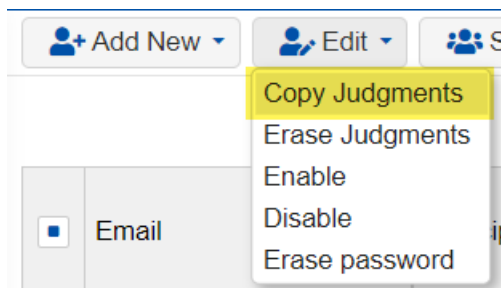 Add New
Edit
S
Copy Judgments
Erase Judgments
Enable
Disable
Email
Erase password